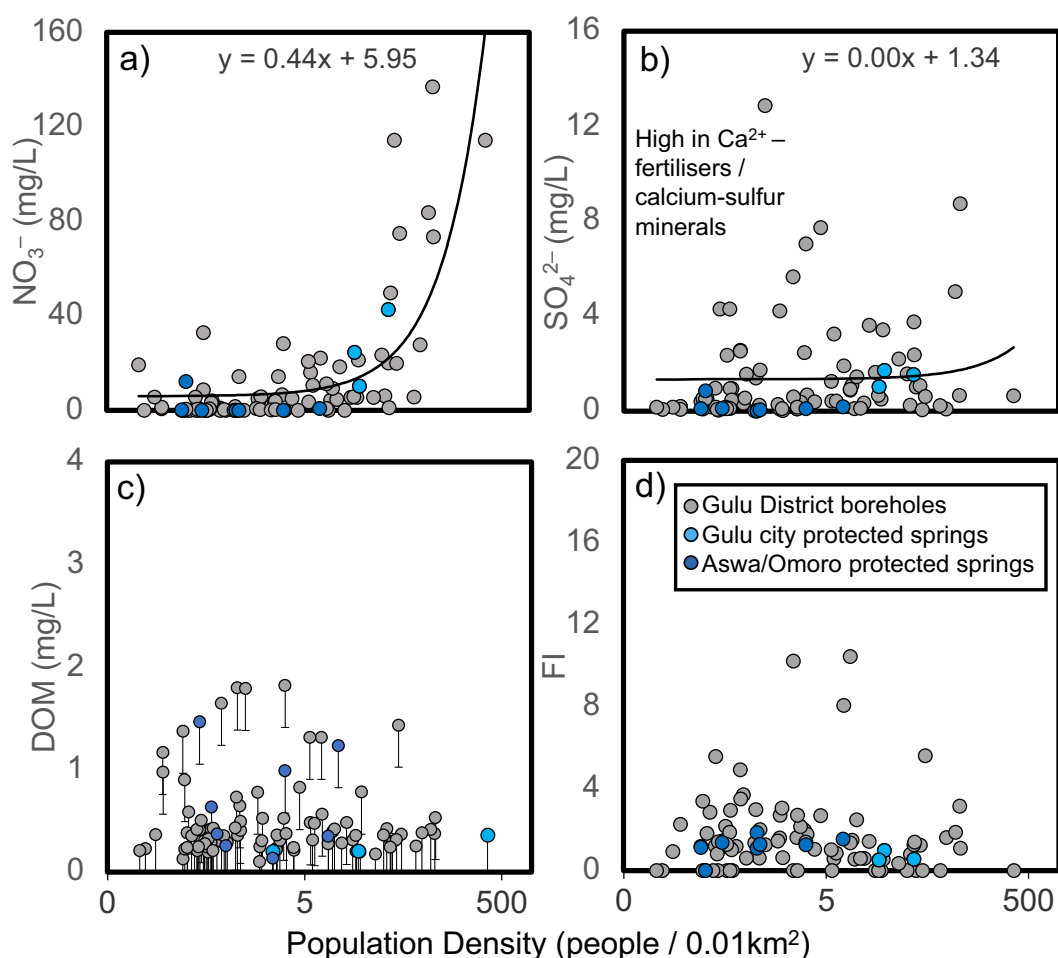 a)
y = 0.44x + 5.95
160
120
80
40
0
NO₃⁻ (mg/L)
b)
y = 0.00x + 1.34
High in Ca²⁺ –
fertilisers /
calcium-sulfur
minerals
16
12
8
4
0
SO₄²⁻ (mg/L)
c)
4
3
2
1
0
DOM (mg/L)
0
5
500
d)
Gulu District boreholes
Gulu city protected springs
Aswa/Omoro protected springs
20
16
12
8
4
0
FI
0
5
500
Population Density (people / 0.01km²)